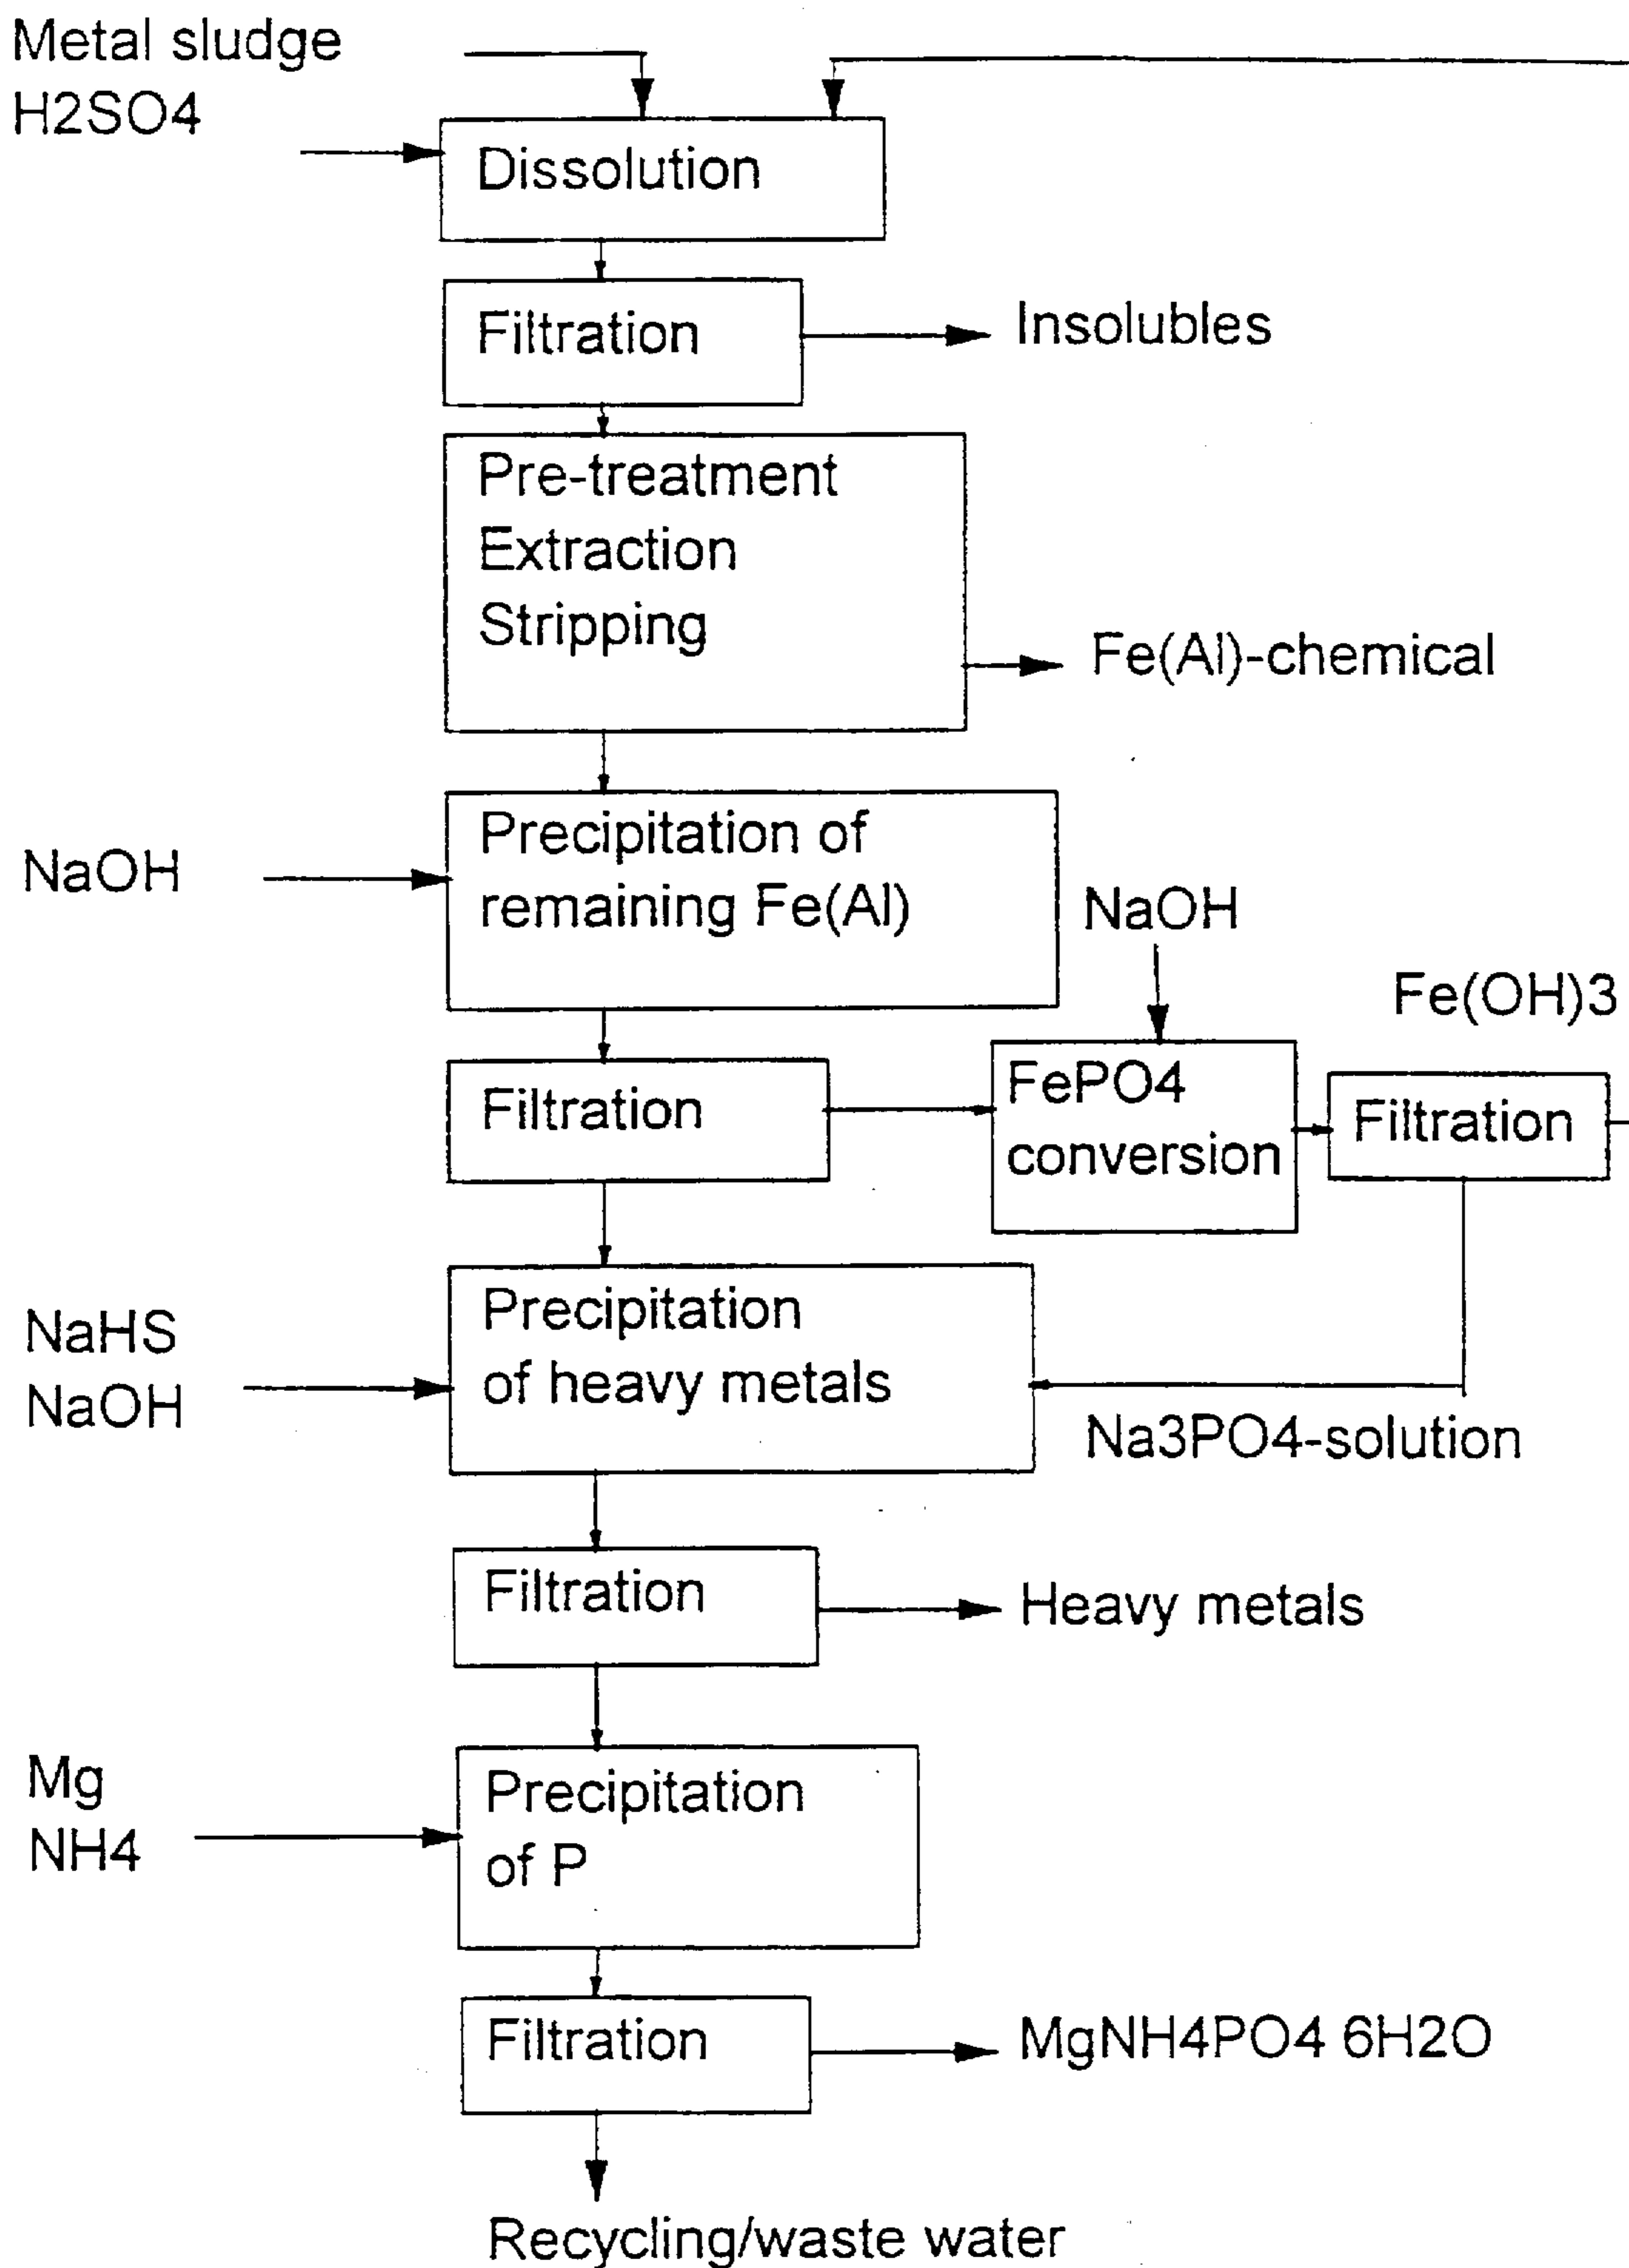 Metal sludge
H2SO4
Dissolution
Filtration
Insolubles
Pre-treatment
Extraction
Stripping
Fe(Al)-chemical
NaOH
Precipitation of
remaining Fe(Al)
NaOH
Fe(OH)3
Filtration
FePO4
conversion
Filtration
NaHS
NaOH
Precipitation
of heavy metals
Na3PO4-solution
Filtration
Heavy metals
Mg
NH4
Precipitation
of P
Filtration
MgNH4PO4 6H2O
Recycling/waste water